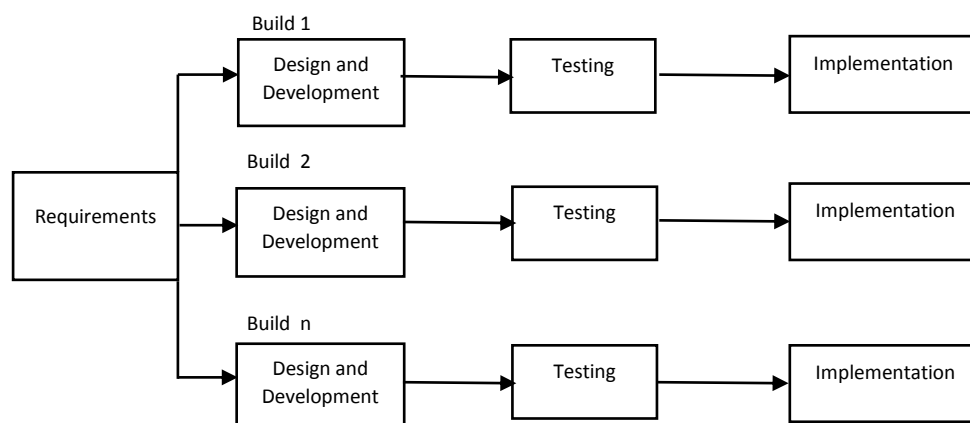 Build 1
Design and
Development
Testing
Implementation
Requirements
Build 2
Design and
Development
Testing
Implementation
Build n
Design and
Development
Testing
Implementation